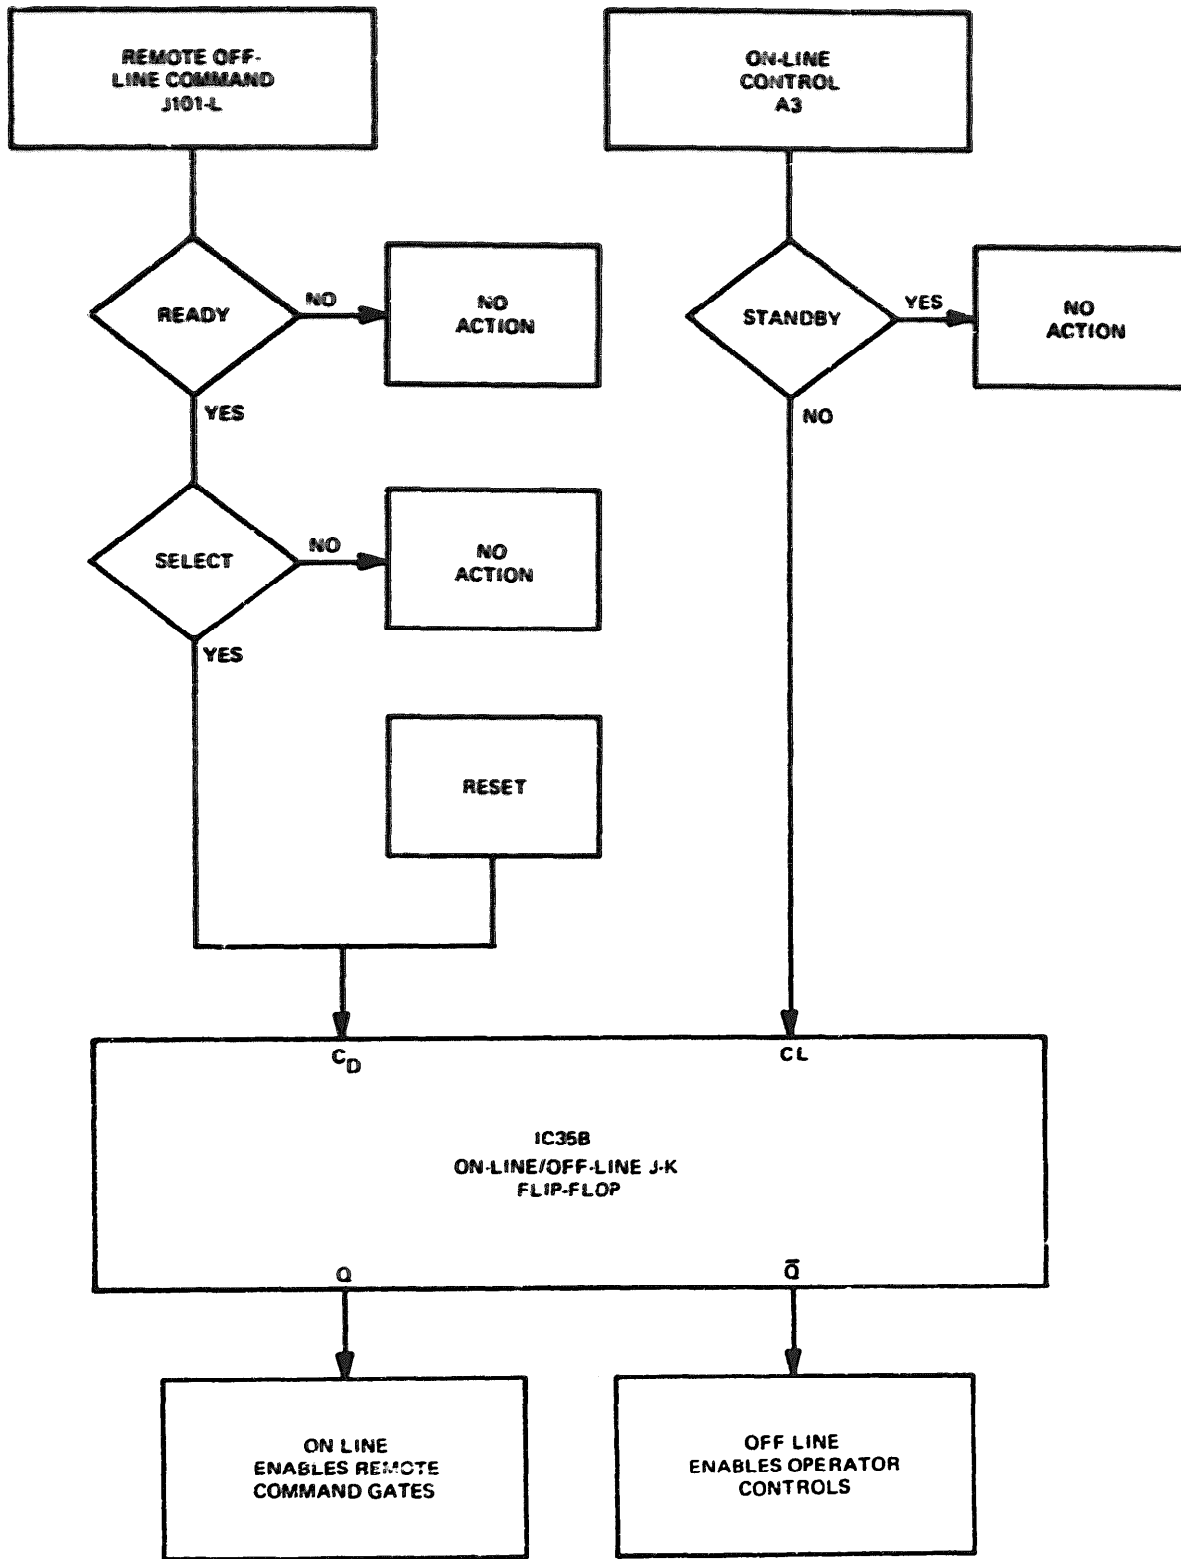 REMOTE OFF-
LINE COMMAND
J101-L
ON-LINE
CONTROL
A3
READY
NO
NO
ACTION
YES
STANDBY
YES
NO
ACTION
NO
SELECT
NO
NO
ACTION
YES
RESET
CD
CL
IC35B
ON-LINE/OFF-LINE J-K
FLIP-FLOP
Q
Q̅
ON LINE
ENABLES REMOTE
COMMAND GATES
OFF LINE
ENABLES OPERATOR
CONTROLS